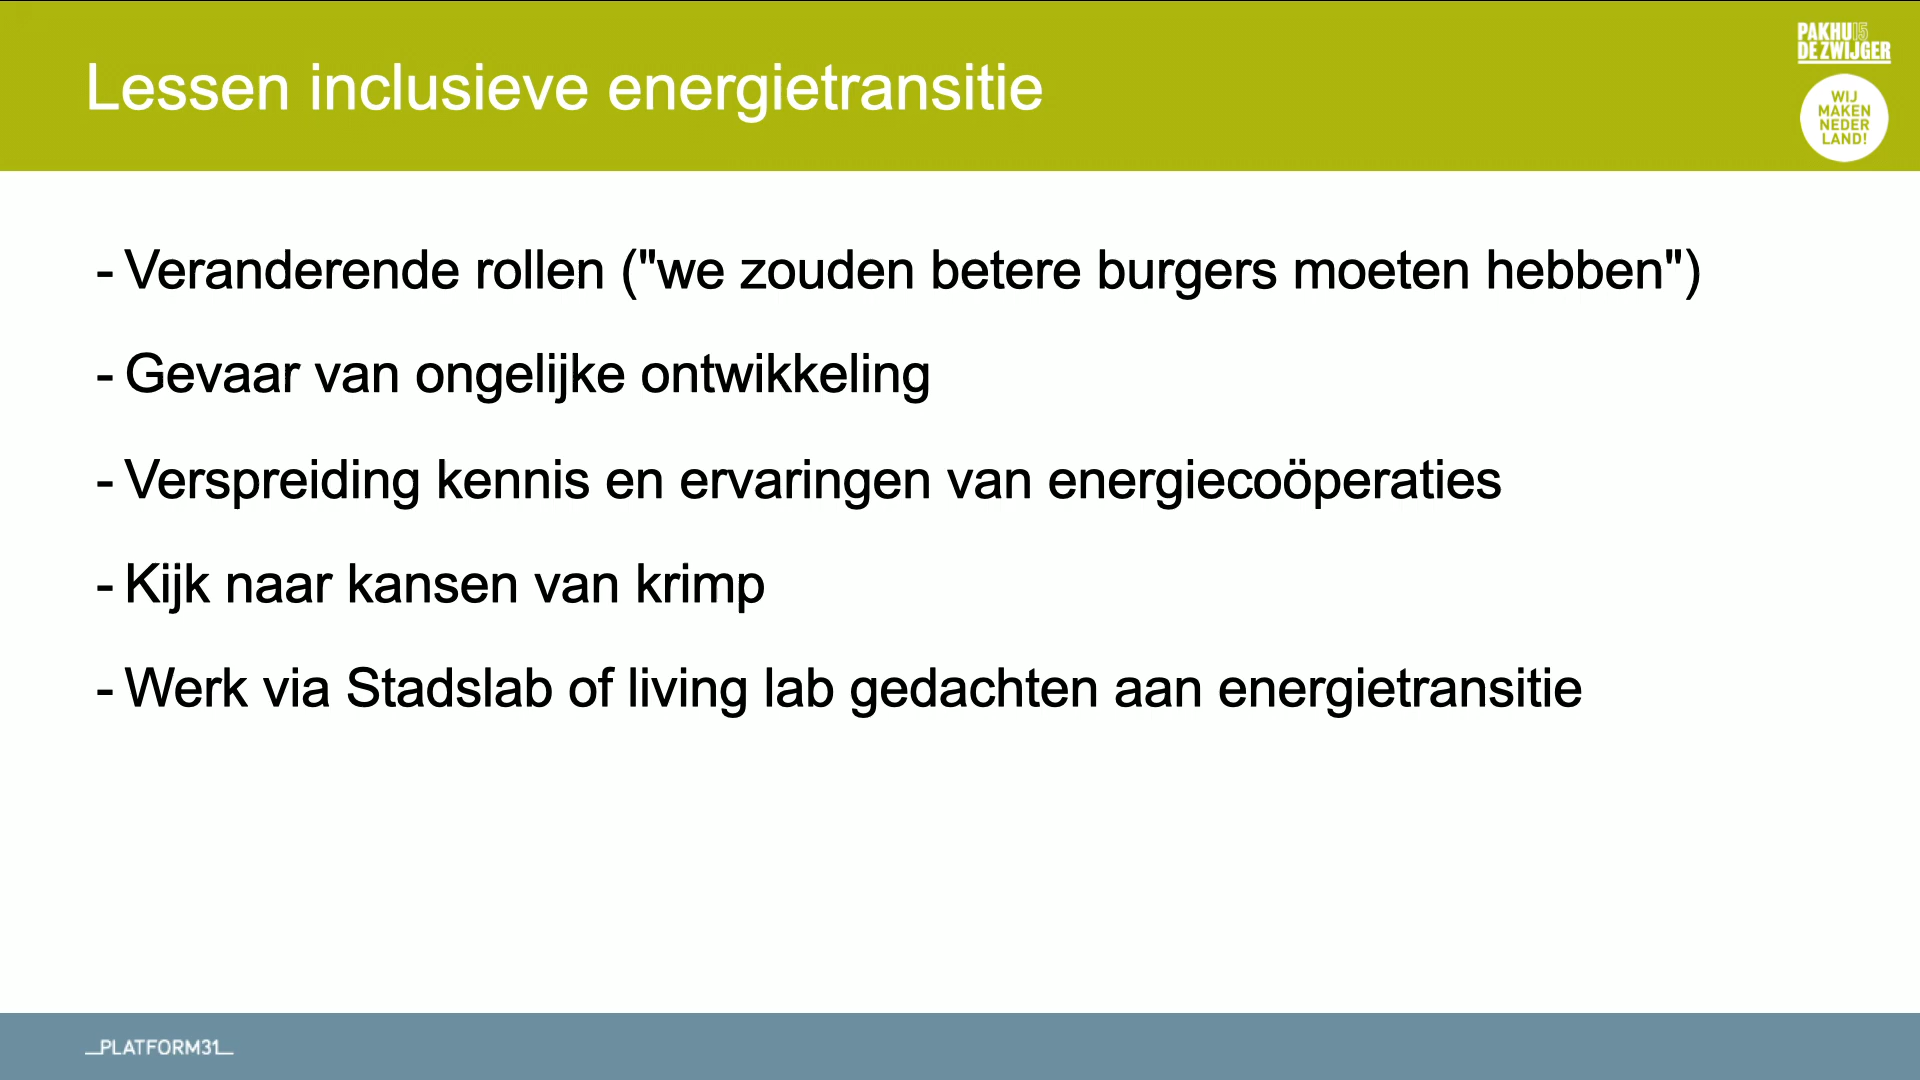 Lessen inclusieve energietransitie
PAKHU15
DE ZWIJGER
WIJ
MAKEN
NEDER
LAND!
- Veranderende rollen ("we zouden betere burgers moeten hebben")
- Gevaar van ongelijke ontwikkeling
- Verspreiding kennis en ervaringen van energiecoöperaties
- Kijk naar kansen van krimp
- Werk via Stadslab of living lab gedachten aan energietransitie
_PLATFORM31_